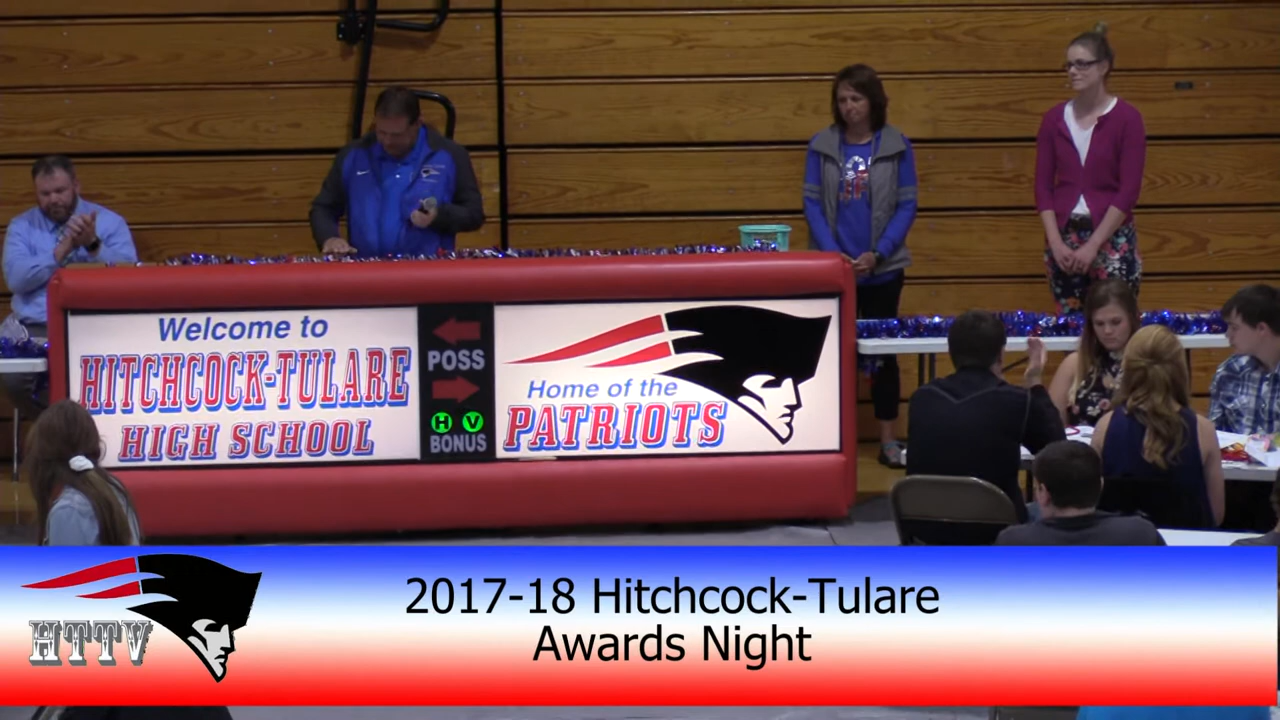 Welcome to
HITCHCOCK-TULARE
HIGH SCHOOL
POSS
H V
BONUS
Home of the
PATRIOTS
HTTV
2017-18 Hitchcock-Tulare
Awards Night